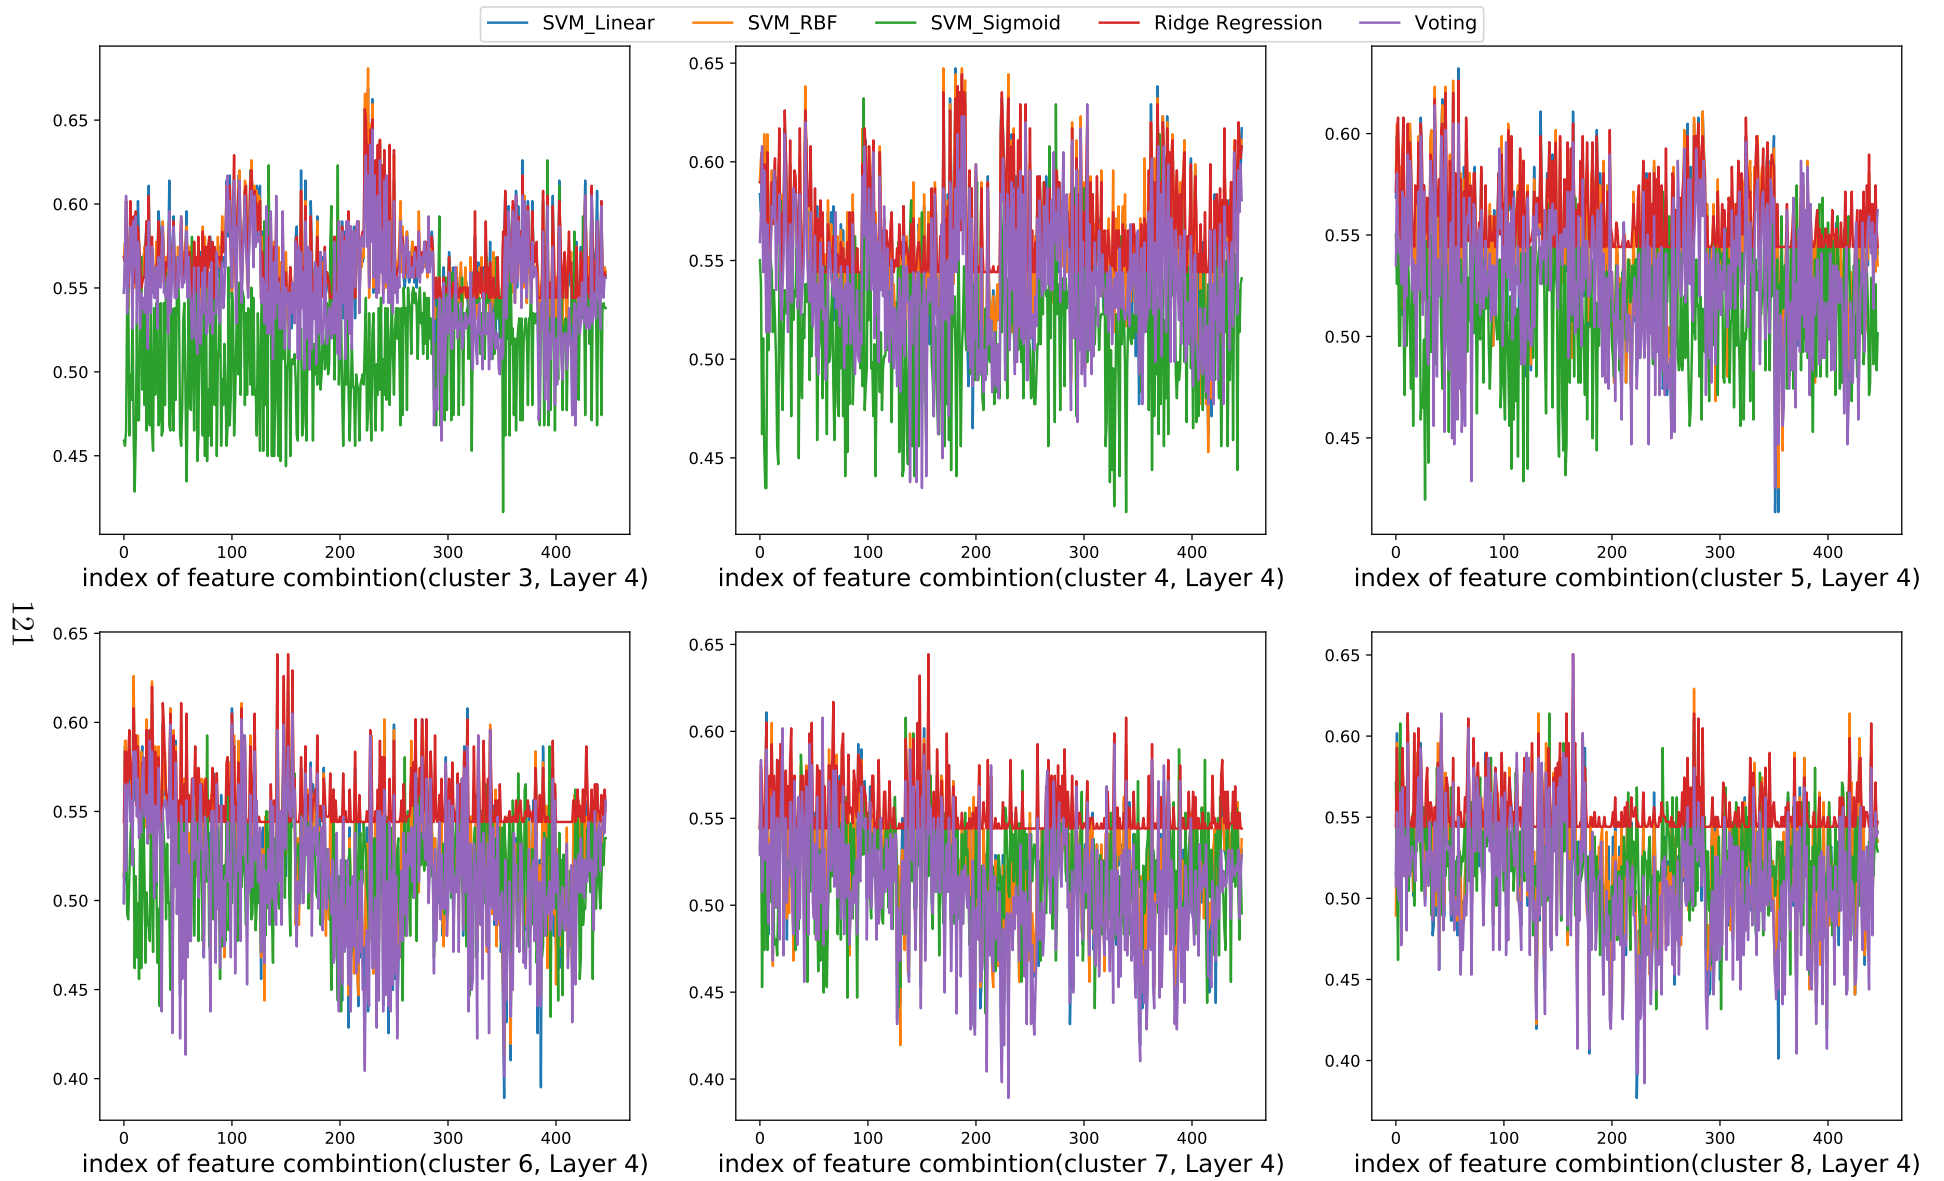 SVM_Linear SVM_RBF SVM_Sigmoid Ridge Regression Voting
0.65
0.60
0.55
0.50
0.45
0 100 200 300 400
index of feature combintion(cluster 3, Layer 4)
0.65
0.60
0.55
0.50
0.45
0 100 200 300 400
index of feature combintion(cluster 4, Layer 4)
0.60
0.55
0.50
0.45
0 100 200 300 400
index of feature combintion(cluster 5, Layer 4)
121
0.65
0.60
0.55
0.50
0.45
0.40
0 100 200 300 400
index of feature combintion(cluster 6, Layer 4)
0.65
0.60
0.55
0.50
0.45
0.40
0 100 200 300 400
index of feature combintion(cluster 7, Layer 4)
0.65
0.60
0.55
0.50
0.45
0.40
0 100 200 300 400
index of feature combintion(cluster 8, Layer 4)